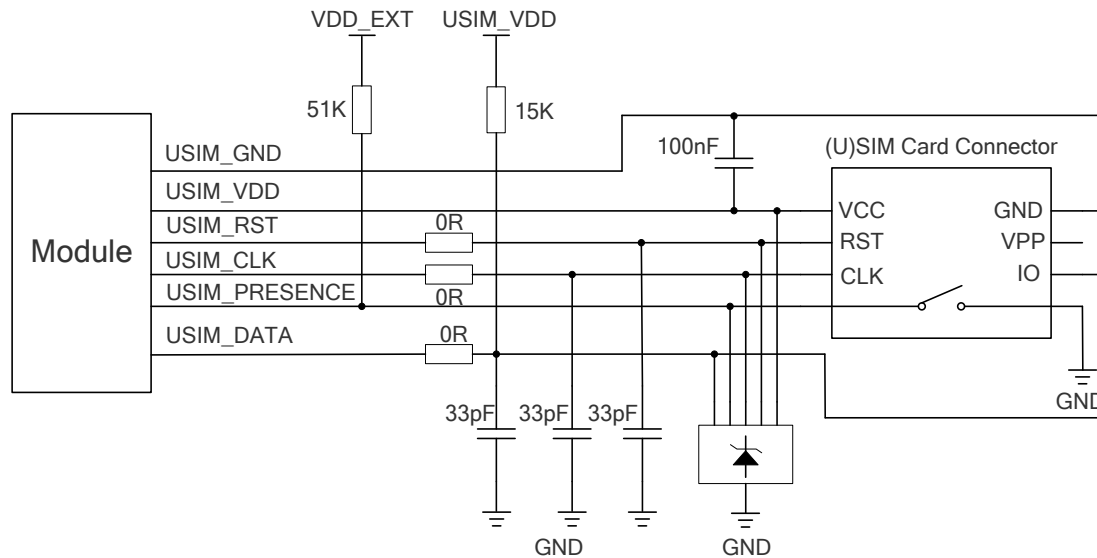 VDD_EXT USIM_VDD
51K 15K
100nF (U)SIM Card Connector
USIM_GND
USIM_VDD VCC GND
USIM_RST 0R RST VPP
Module
USIM_CLK CLK IO
USIM_PRESENCE 0R
USIM_DATA 0R
GND
33pF 33pF 33pF
GND GND